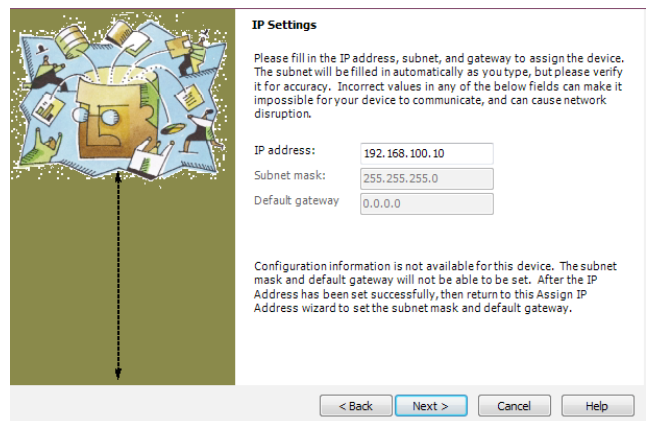 IP Settings
Please fill in the IP address, subnet, and gateway to assign the device.
The subnet will be filled in automatically as you type, but please verify
it for accuracy. Incorrect values in any of the below fields can make it
impossible for your device to communicate, and can cause network
disruption.
IP address: 192.168.100.10
Subnet mask: 255.255.255.0
Default gateway 0.0.0.0
Configuration information is not available for this device. The subnet
mask and default gateway will not be able to be set. After the IP
Address has been set successfully, then return to this Assign IP
Address wizard to set the subnet mask and default gateway.
< Back Next > Cancel Help